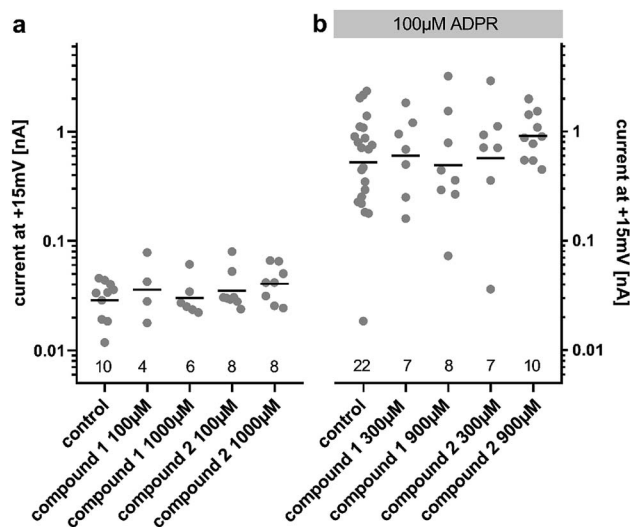 a
b
100µM ADPR
current at +15mV [nA]
1
0.1
0.01
10 4 6 8 8
control
compound 1 100µM
compound 1 1000µM
compound 2 100µM
compound 2 1000µM
22 7 8 7 10
control
compound 1 300µM
compound 1 900µM
compound 2 300µM
compound 2 900µM
1
0.1
0.01
current at +15mV [nA]